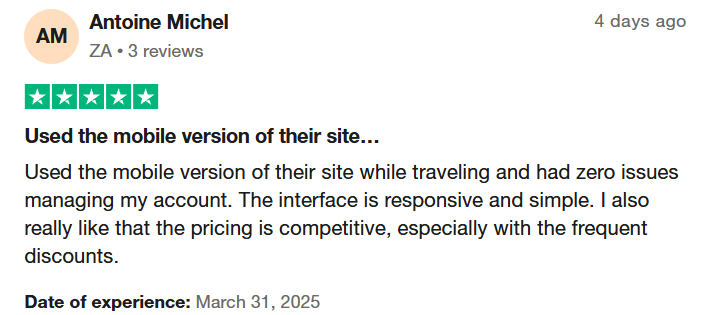 AM
Antoine Michel
4 days ago
ZA • 3 reviews
Used the mobile version of their site…
Used the mobile version of their site while traveling and had zero issues
managing my account. The interface is responsive and simple. I also
really like that the pricing is competitive, especially with the frequent
discounts.
Date of experience: March 31, 2025